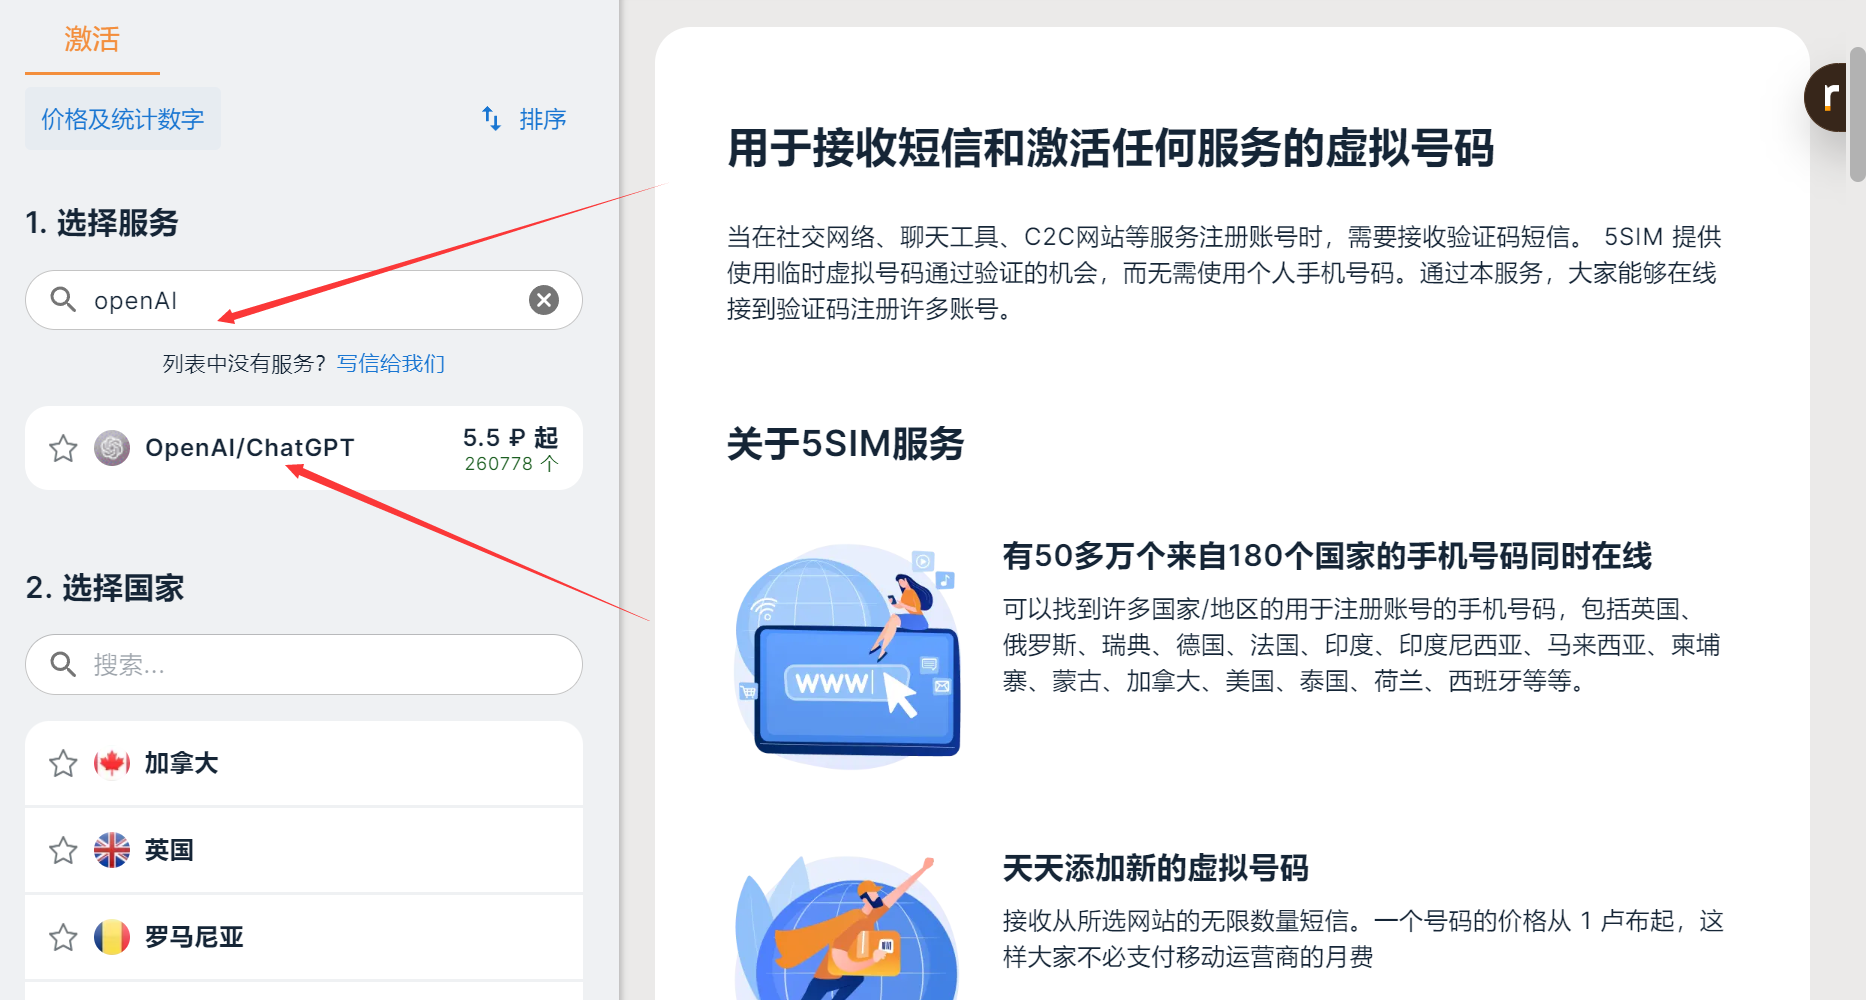 激活
价格及统计数字
排序
1. 选择服务
openAI
列表中没有服务？写信给我们
OpenAI/ChatGPT
5.5 ₽ 起
260778 个
2. 选择国家
搜索...
加拿大
英国
罗马尼亚
用于接收短信和激活任何服务的虚拟号码
当在社交网络、聊天工具、C2C网站等服务注册账号时，需要接收验证码短信。 5SIM 提供
使用临时虚拟号码通过验证的机会，而无需使用个人手机号码。通过本服务，大家能够在线
接到验证码注册许多账号。
关于5SIM服务
www
有50多万个来自180个国家的手机号码同时在线
可以找到许多国家/地区的用于注册账号的手机号码，包括英国、
俄罗斯、瑞典、德国、法国、印度、印度尼西亚、马来西亚、柬埔
寨、蒙古、加拿大、美国、泰国、荷兰、西班牙等等。
天天添加新的虚拟号码
接收从所选网站的无限数量短信。一个号码的价格从 1 卢布起，这
样大家不必支付移动运营商的月费
r